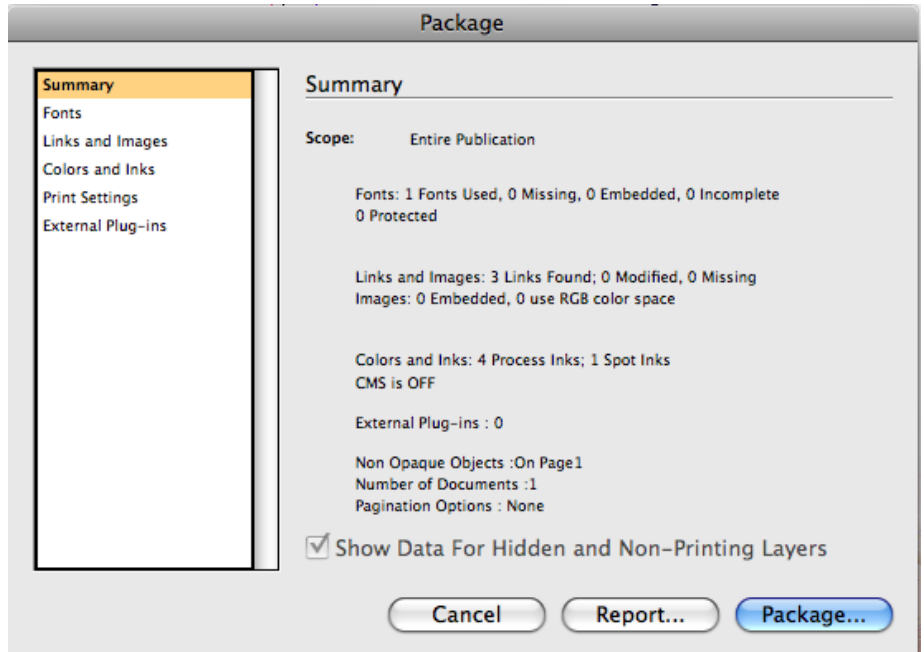 Package
Summary
Fonts
Links and Images
Colors and Inks
Print Settings
External Plug-ins
Summary
Scope: Entire Publication
Fonts: 1 Fonts Used, 0 Missing, 0 Embedded, 0 Incomplete
0 Protected
Links and Images: 3 Links Found; 0 Modified, 0 Missing
Images: 0 Embedded, 0 use RGB color space
Colors and Inks: 4 Process Inks; 1 Spot Inks
CMS is OFF
External Plug-ins : 0
Non Opaque Objects :On Page1
Number of Documents :1
Pagination Options : None
Show Data For Hidden and Non-Printing Layers
Cancel Report... Package...